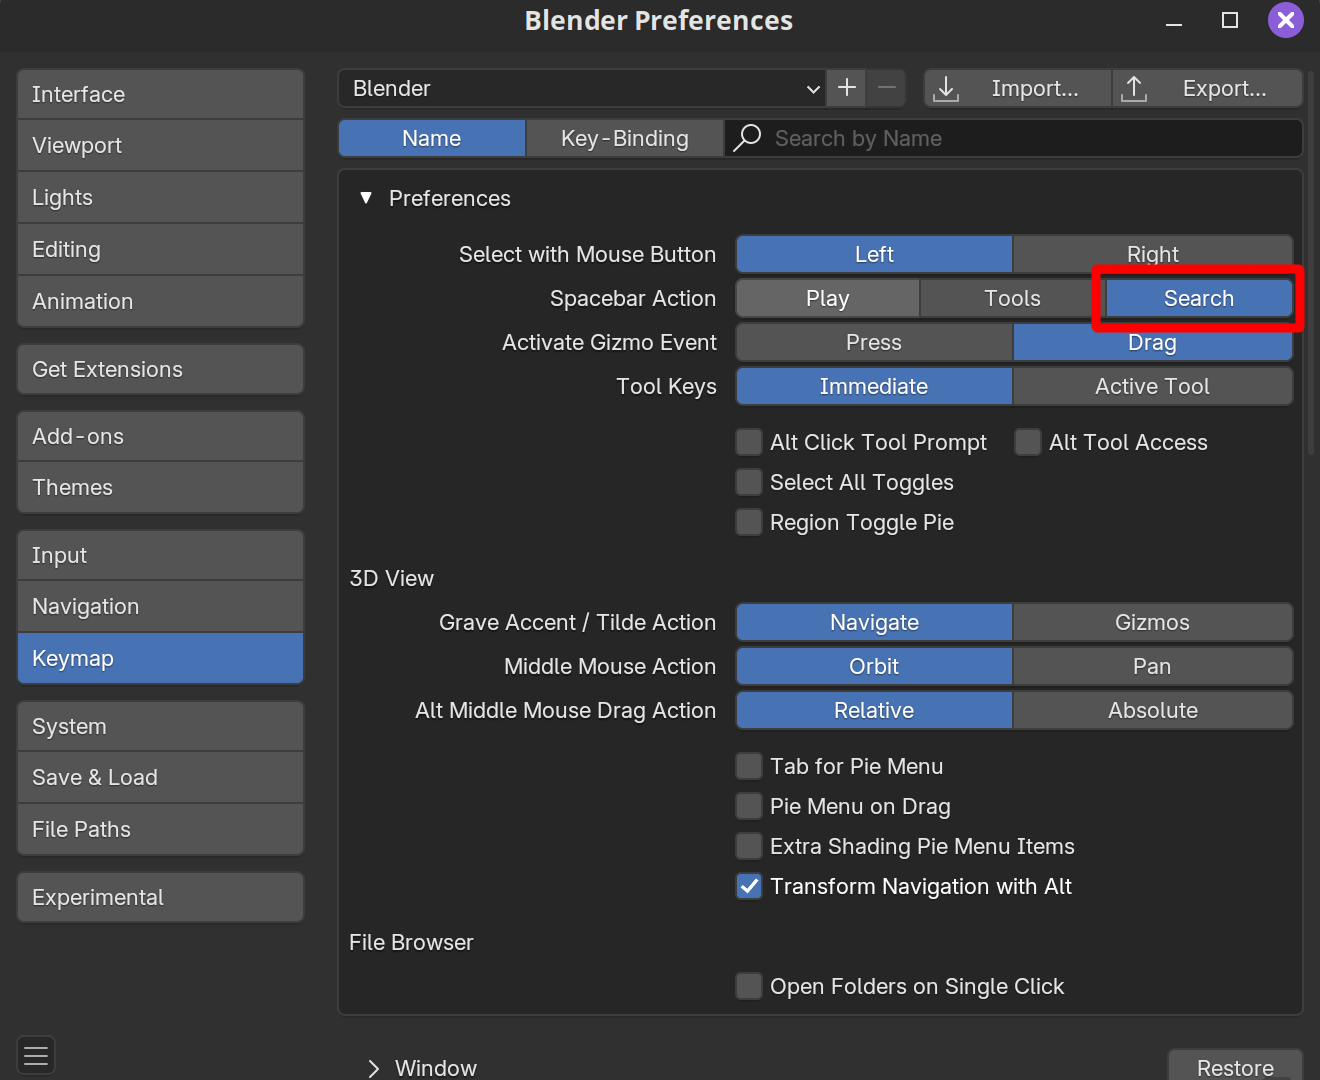 Blender Preferences
Interface
Viewport
Lights
Editing
Animation
Get Extensions
Add-ons
Themes
Input
Navigation
Keymap
System
Save & Load
File Paths
Experimental
Blender Import... Export...
Name Key-Binding Search by Name
Preferences
Select with Mouse Button Left Right
Spacebar Action Play Tools Search
Activate Gizmo Event Press Drag
Tool Keys Immediate Active Tool
Alt Click Tool Prompt Alt Tool Access
Select All Toggles
Region Toggle Pie
3D View
Grave Accent / Tilde Action Navigate Gizmos
Middle Mouse Action Orbit Pan
Alt Middle Mouse Drag Action Relative Absolute
Tab for Pie Menu
Pie Menu on Drag
Extra Shading Pie Menu Items
Transform Navigation with Alt
File Browser
Open Folders on Single Click
Window Restore